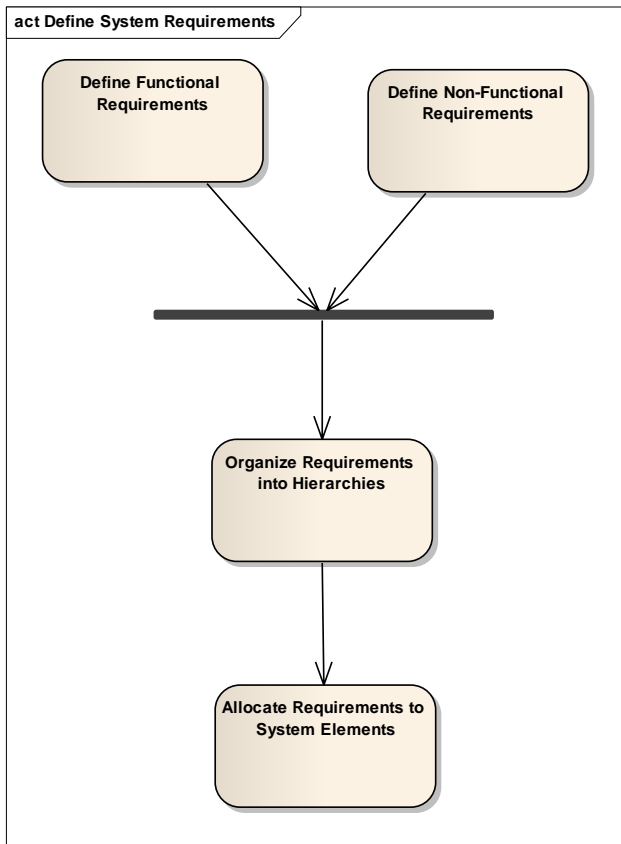 act Define System Requirements
Define Functional
Requirements
Define Non-Functional
Requirements
Organize Requirements
into Hierarchies
Allocate Requirements to
System Elements